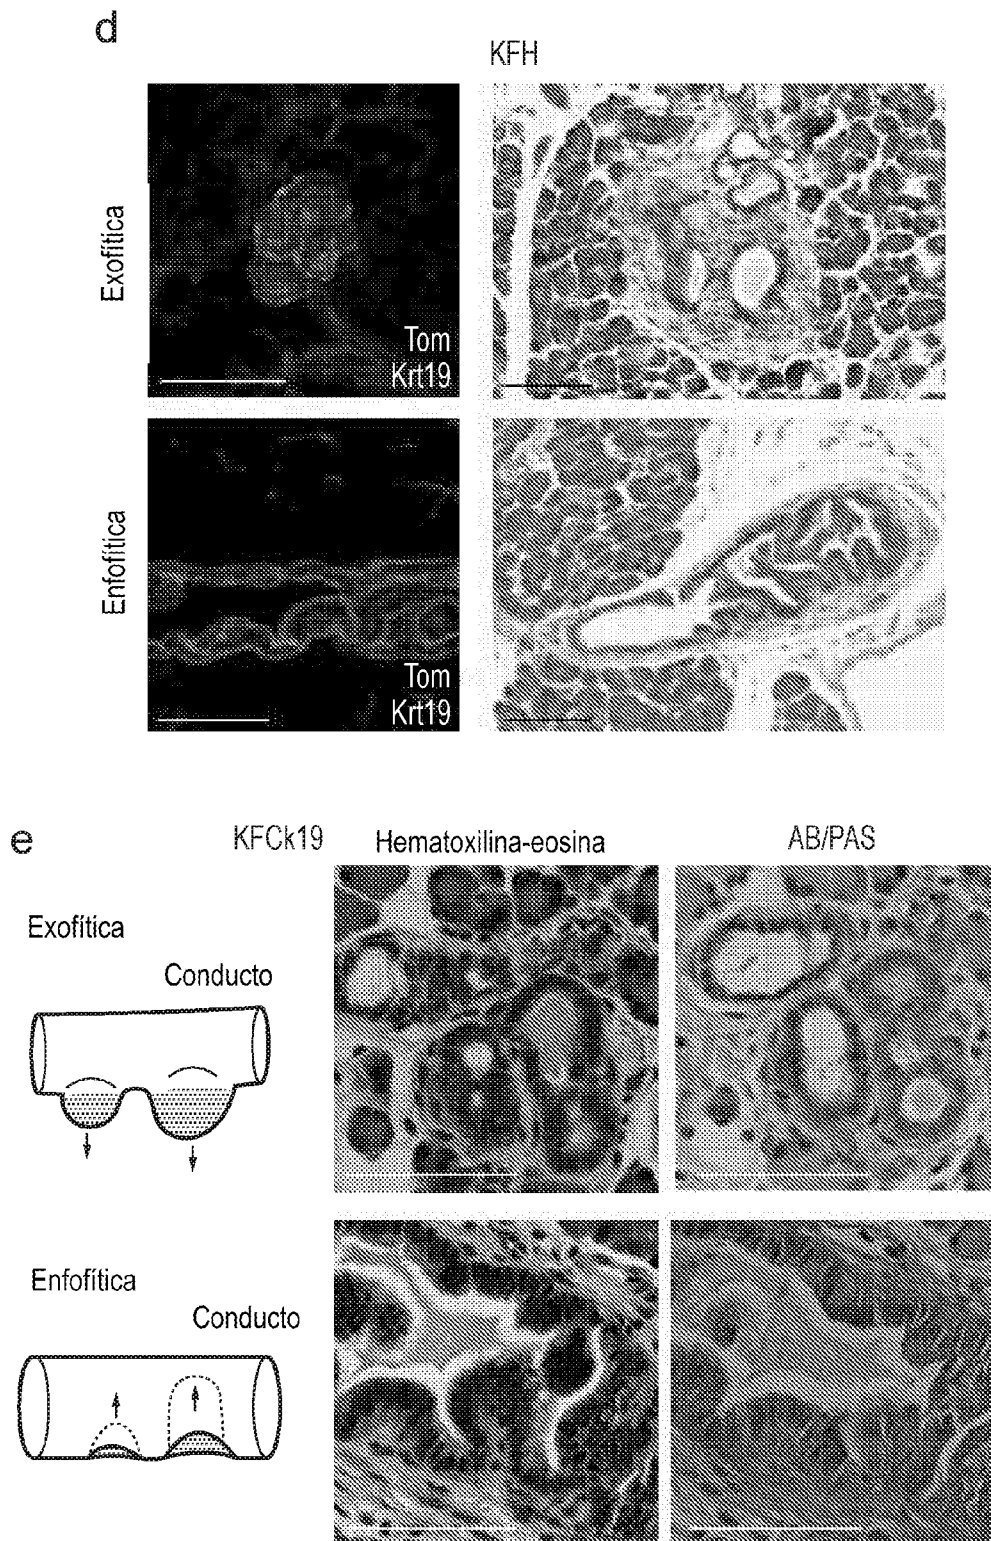 d
KFH
Exofítica
Tom
Krt19
Enfofítica
Tom
Krt19
e
KFCk19
Hematoxilina-eosina
AB/PAS
Exofítica
Conducto
Enfofítica
Conducto